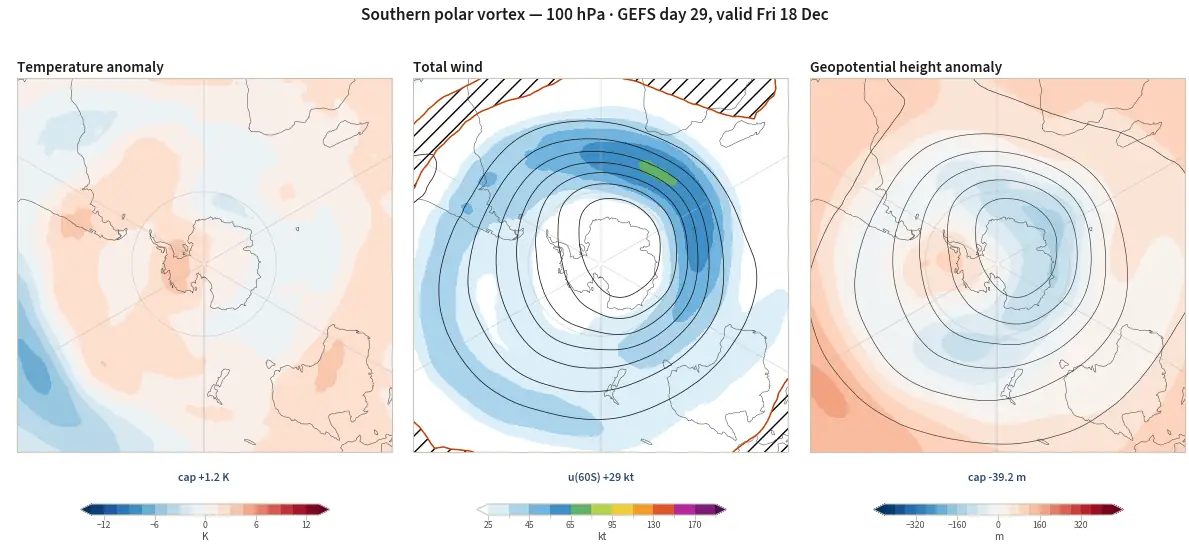 Southern polar vortex — 100 hPa · GEFS day 29, valid Fri 18 Dec
Temperature anomaly
Total wind
Geopotential height anomaly
cap +1.2 K
u(60S) +29 kt
cap -39.2 m
−12 −6 0 6 12
K
25 45 65 95 130 170
kt
-320 -160 0 160 320
m